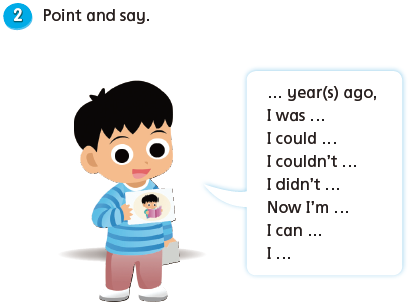 2 Point and say.
... year(s) ago,
I was ...
I could ...
I couldn't ...
I didn't ...
Now I'm ...
I can ...
I ...